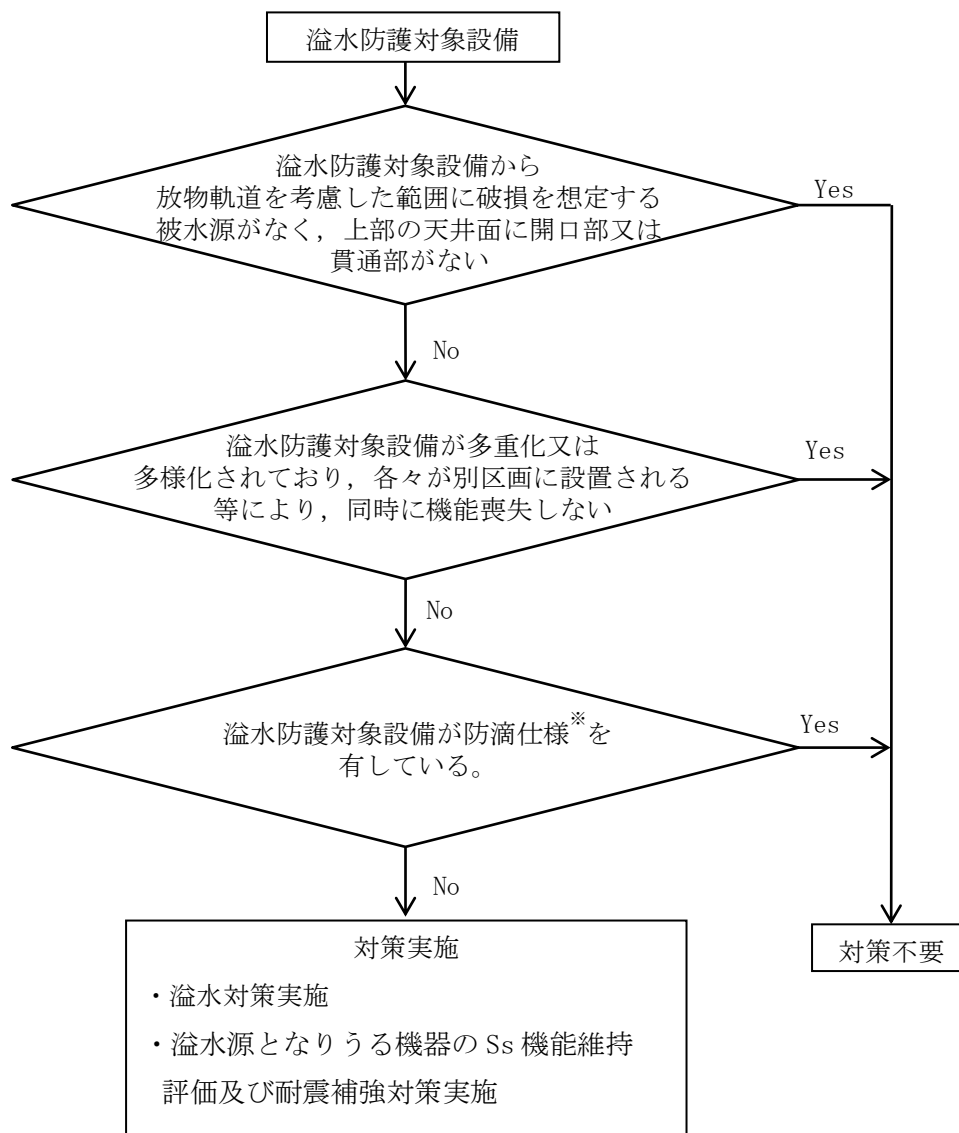 溢水防護対象設備
溢水防護対象設備から
放物軌道を考慮した範囲に破損を想定する
被水源がなく，上部の天井面に開口部又は
貫通部がない
Yes
No
溢水防護対象設備が多重化又は
多様化されており，各々が別区画に設置される
等により，同時に機能喪失しない
Yes
No
溢水防護対象設備が防滴仕様※を
有している。
Yes
No
対策実施
・溢水対策実施
・溢水源となりうる機器の Ss 機能維持
評価及び耐震補強対策実施
対策不要